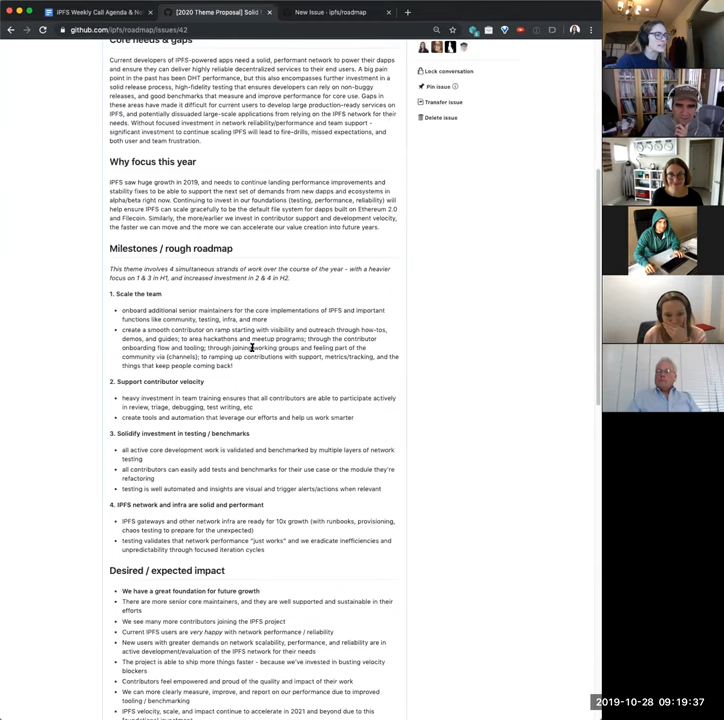 IPFS Weekly Call Agenda & No
[2020 Theme Proposal] Solid
New Issue · ipfs/roadmap
github.com/ipfs/roadmap/issues/42
Core needs & gaps
Current developers of IPFS-powered apps need a solid, performant network to power their dapps
and ensure they can deliver highly reliable decentralized services to their end users. A big pain
point in the past has been DHT performance, but this also encompasses further investment in a
solid release process, high-fidelity testing that ensures developers can rely on non-buggy
releases, and good benchmarks that measure and improve performance for core use. Gaps in
these areas have made it difficult for current users to develop large production-ready services on
IPFS, and potentially dissuaded large-scale applications from relying on the IPFS network for their
needs. Without focused investment in network reliability/performance and team support -
significant investment to continue scaling IPFS will lead to fire-drills, missed expectations, and
both user and team frustration.
Why focus this year
IPFS saw huge growth in 2019, and needs to continue landing performance improvements and
stability fixes to be able to support the next set of demands from new dapps and ecosystems in
alpha/beta right now. Continuing to invest in our foundations (testing, performance, reliability) will
help ensure IPFS can scale gracefully to be the default file system for dapps built on Ethereum 2.0
and Filecoin. Similarly, the more/earlier we invest in contributor support and development velocity,
the faster we can move and the more we can accelerate our value creation into future years.
Milestones / rough roadmap
This theme involves 4 simultaneous strands of work over the course of the year - with a heavier
focus on 1 & 3 in H1, and increased investment in 2 & 4 in H2.
1. Scale the team
• onboard additional senior maintainers for the core implementations of IPFS and important
functions like community, testing, infra, and more
• create a smooth contributor on ramp starting with visibility and outreach through how-tos,
demos, and guides; to area hackathons and meetup programs; through the contributor
onboarding flow and tooling; through joining working groups and feeling part of the
community via (channels); to ramping up contributions with support, metrics/tracking, and the
things that keep people coming back!
2. Support contributor velocity
• heavy investment in team training ensures that all contributors are able to participate actively
in review, triage, debugging, test writing, etc
• create tools and automation that leverage our efforts and help us work smarter
3. Solidify investment in testing / benchmarks
• all active core development work is validated and benchmarked by multiple layers of network
testing
• all contributors can easily add tests and benchmarks for their use case or the module they're
refactoring
• testing is well automated and insights are visual and trigger alerts/actions when relevant
4. IPFS network and infra are solid and performant
• IPFS gateways and other network infra are ready for 10x growth (with runbooks, provisioning,
chaos testing to prepare for the unexpected)
• testing validates that network performance "just works" and we eradicate inefficiencies and
unpredictability through focused iteration cycles
Desired / expected impact
• We have a great foundation for future growth
• There are more senior core maintainers, and they are well supported and sustainable in their
efforts
• We see many more contributors joining the IPFS project
• Current IPFS users are very happy with network performance / reliability
• New users with greater demands on network scalability, performance, and reliability are in
active development/evaluation of the IPFS network for their needs
• The project is able to ship more things faster - because we've invested in busting velocity
blockers
• Contributors feel empowered and proud of the quality and impact of their work
• We can more clearly measure, improve, and report on our performance due to improved
tooling / benchmarking
• IPFS velocity, scale, and impact continue to accelerate in 2021 and beyond due to this
foundational investment
Lock conversation
Pin issue
Transfer issue
Delete issue
2019-10-28 09:19:37